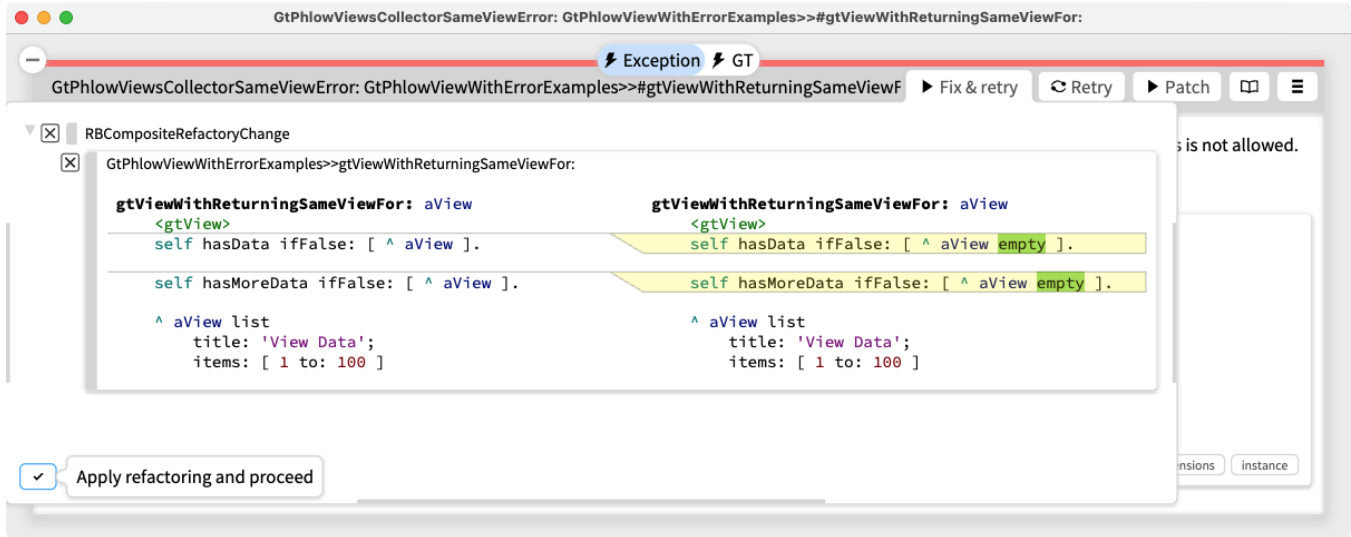 GtPhlowViewsCollectorSameViewError: GtPhlowViewWithErrorExamples>>#gtViewWithReturningSameViewFor:
Exception GT
GtPhlowViewsCollectorSameViewError: GtPhlowViewWithErrorExamples>>#gtViewWithReturningSameViewF Fix & retry Retry Patch
RBCompositeRefactoryChange
is not allowed.
GtPhlowViewWithErrorExamples>>gtViewWithReturningSameViewFor:
gtViewWithReturningSameViewFor: aView
<gtView>
self hasData ifFalse: [ ^ aView ].
self hasMoreData ifFalse: [ ^ aView ].
^ aView list
title: 'View Data';
items: [ 1 to: 100 ]
gtViewWithReturningSameViewFor: aView
<gtView>
self hasData ifFalse: [ ^ aView empty ].
self hasMoreData ifFalse: [ ^ aView empty ].
^ aView list
title: 'View Data';
items: [ 1 to: 100 ]
nsions instance
Apply refactoring and proceed